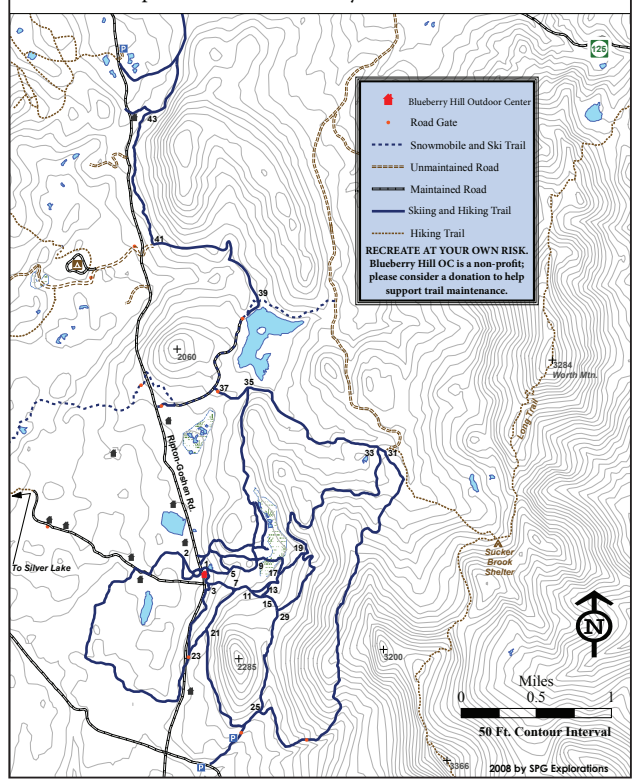 125
P
43
Blueberry Hill Outdoor Center
Road Gate
Snowmobile and Ski Trail
Unmaintained Road
Maintained Road
Skiing and Hiking Trail
Hiking Trail
RECREATE AT YOUR OWN RISK.
Blueberry Hill OC is a non-profit;
please consider a donation to help
support trail maintenance.
41
39
2060
3284
Worth Mtn.
37
35
Long Trail
Ripton-Goshen Rd.
33
31
To Silver Lake
Sucker
Brook
Shelter
2
1
19
9
5
17
7
3
13
11
15
29
21
23
2285
3200
25
P
3366
N
Miles
0
0.5
1
50 Ft. Contour Interval
2008 by SPG Explorations